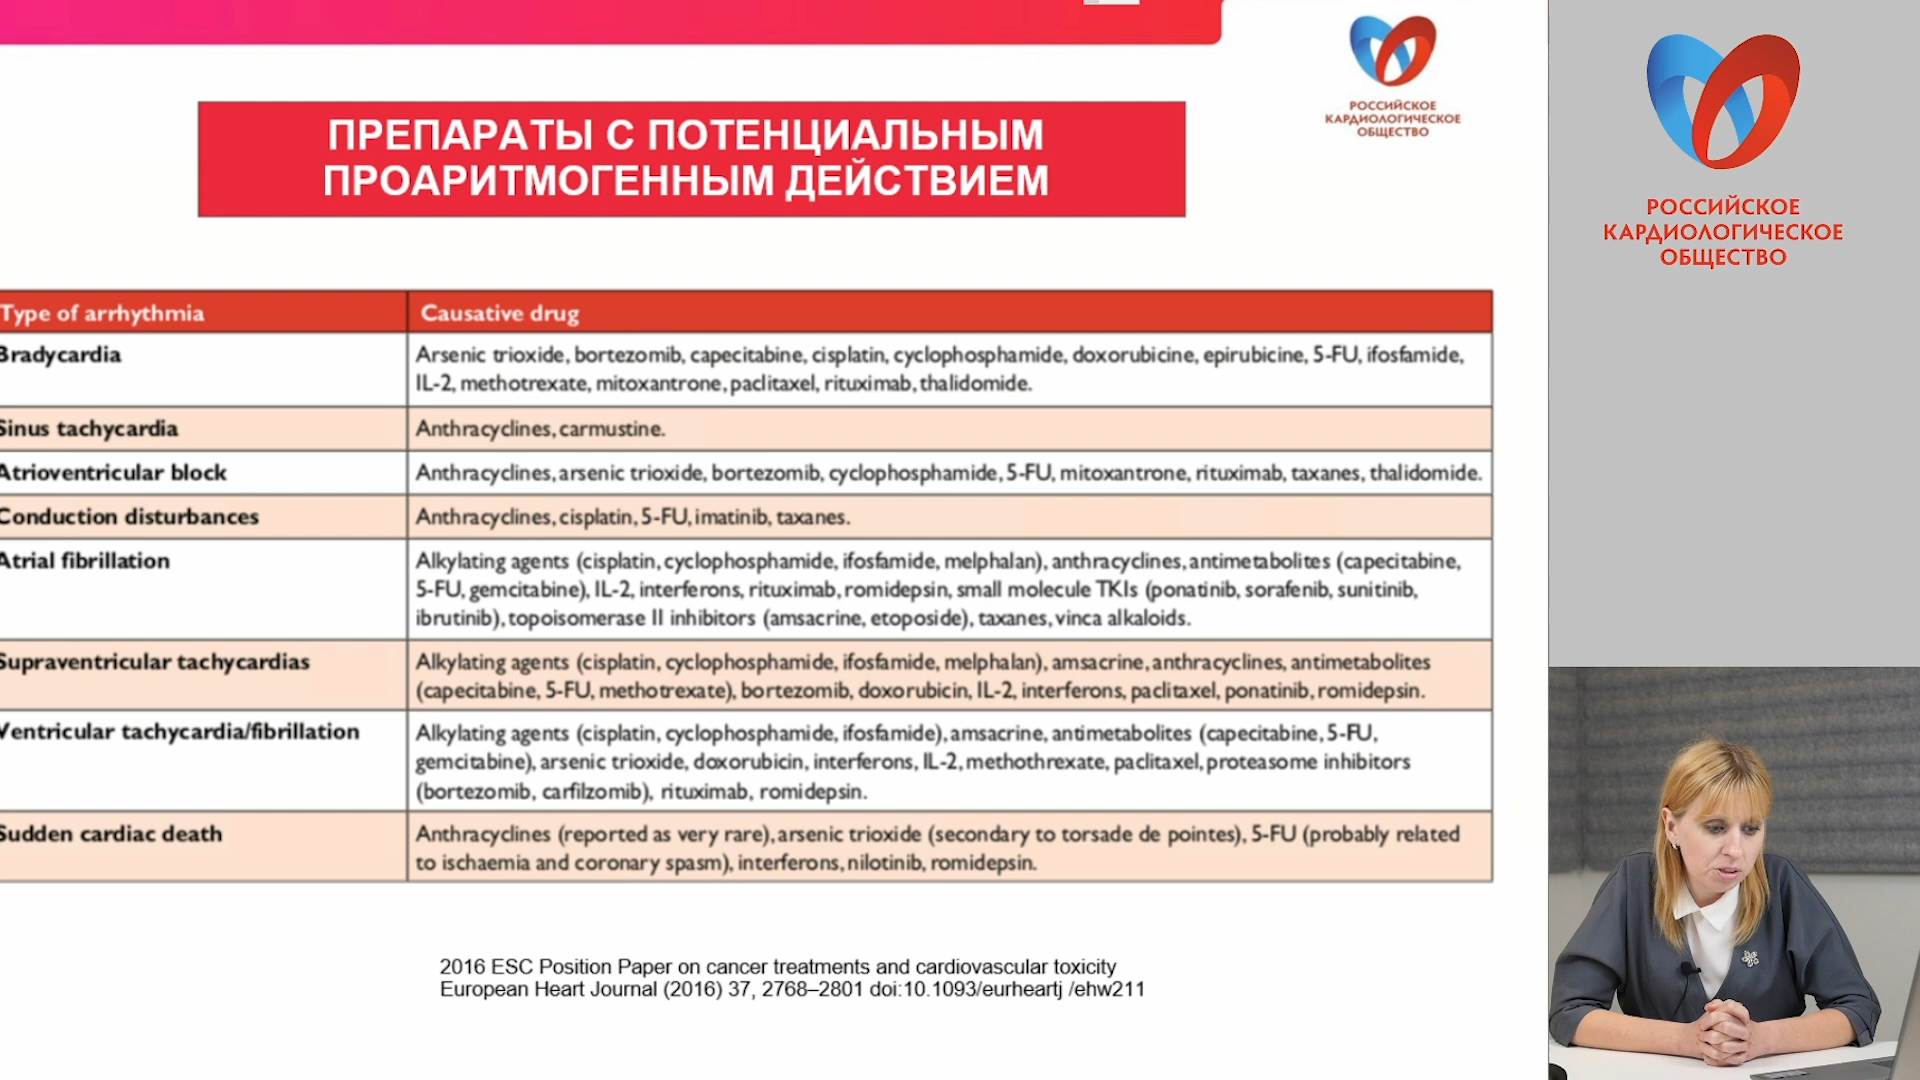 РОССИЙСКОЕ
КАРДИОЛОГИЧЕСКОЕ
ОБЩЕСТВО
ПРЕПАРАТЫ С ПОТЕНЦИАЛЬНЫМ
ПРОАРИТМОГЕННЫМ ДЕЙСТВИЕМ
Type of arrhythmia
Causative drug
Bradycardia
Arsenic trioxide, bortezomib, capecitabine, cisplatin, cyclophosphamide, doxorubicine, epirubicine, 5-FU, ifosfamide,
IL-2, methotrexate, mitoxantrone, paclitaxel, rituximab, thalidomide.
Sinus tachycardia
Anthracyclines, carmustine.
Atrioventricular block
Anthracyclines, arsenic trioxide, bortezomib, cyclophosphamide, 5-FU, mitoxantrone, rituximab, taxanes, thalidomide.
Conduction disturbances
Anthracyclines, cisplatin, 5-FU, imatinib, taxanes.
Atrial fibrillation
Alkylating agents (cisplatin, cyclophosphamide, ifosfamide, melphalan), anthracyclines, antimetabolites (capecitabine,
5-FU, gemcitabine), IL-2, interferons, rituximab, romidepsin, small molecule TKIs (ponatinib, sorafenib, sunitinib,
ibrutinib), topoisomerase II inhibitors (amsacrine, etoposide), taxanes, vinca alkaloids.
Supraventricular tachycardias
Alkylating agents (cisplatin, cyclophosphamide, ifosfamide, melphalan), amsacrine, anthracyclines, antimetabolites
(capecitabine, 5-FU, methotrexate), bortezomib, doxorubicin, IL-2, interferons, paclitaxel, ponatinib, romidepsin.
Ventricular tachycardia/fibrillation
Alkylating agents (cisplatin, cyclophosphamide, ifosfamide), amsacrine, antimetabolites (capecitabine, 5-FU,
gemcitabine), arsenic trioxide, doxorubicin, interferons, IL-2, methothrexate, paclitaxel, proteasome inhibitors
(bortezomib, carfilzomib), rituximab, romidepsin.
Sudden cardiac death
Anthracyclines (reported as very rare), arsenic trioxide (secondary to torsade de pointes), 5-FU (probably related
to ischaemia and coronary spasm), interferons, nilotinib, romidepsin.
2016 ESC Position Paper on cancer treatments and cardiovascular toxicity
European Heart Journal (2016) 37, 2768–2801 doi:10.1093/eurheartj /ehw211
РОССИЙСКОЕ
КАРДИОЛОГИЧЕСКОЕ
ОБЩЕСТВО